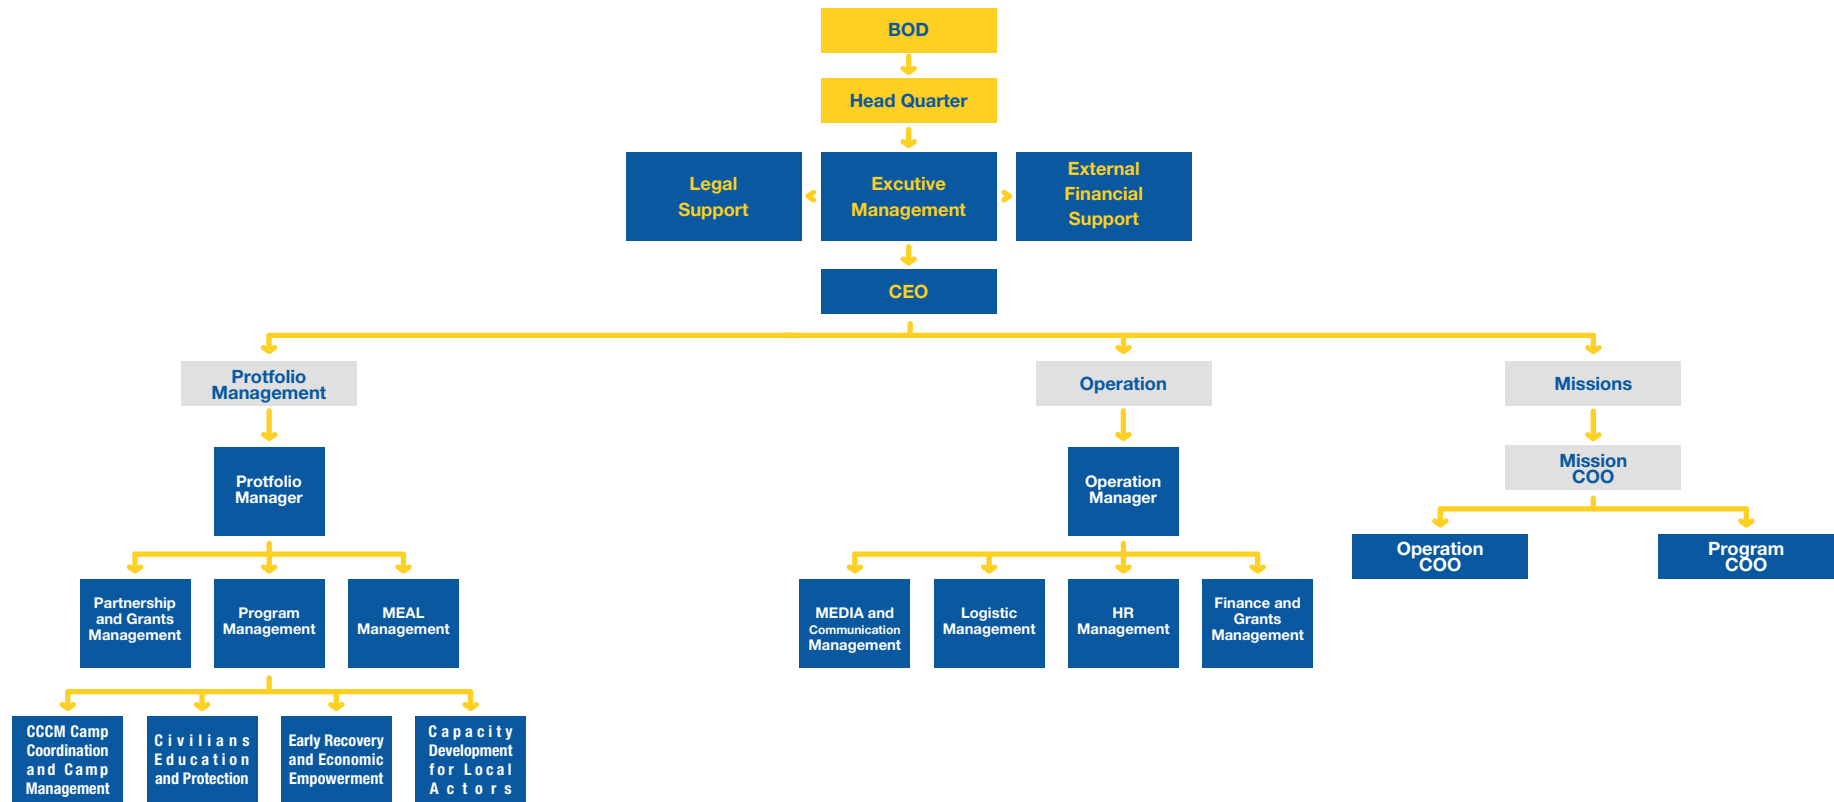 BOD
Head Quarter
Legal
Support
Excutive
Management
External
Financial
Support
CEO
Protfolio
Management
Operation
Missions
Protfolio
Manager
Operation
Manager
Mission
COO
Operation
COO
Program
COO
Partnership
and Grants
Management
Program
Management
MEAL
Management
MEDIA and
Communication
Management
Logistic
Management
HR
Management
Finance and
Grants
Management
CCCM Camp
Coordination
and Camp
Management
Civilians
Education
and Protection
Early Recovery
and Economic
Empowerment
Capacity
Development
for Local
Actors